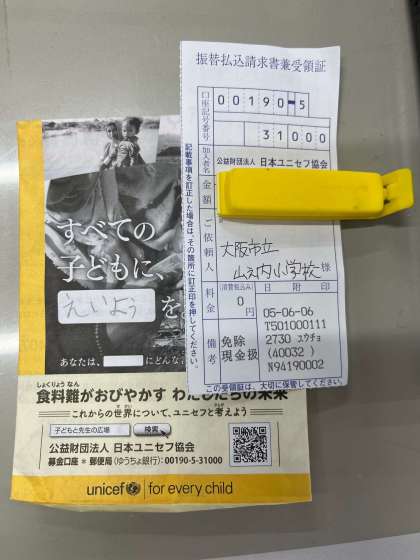 すべての
子どもに、
えいよう を
あなたは、
にどんな
しょくりょうなん
食料難がおびやかす わたしたちの未来
これからの世界について、ユニセフと考えよう
子どもと先生の広場 検索
公益財団法人 日本ユニセフ協会
募金口座＊郵便局(ゆうちょ銀行):00190-5-31000
unicef for every child
振替払込請求書兼受領証
口座記号番号
00190-5
31000
加入者名
公益財団法人 日本ユニセフ協会
金額
ご依頼人
大阪市立
山之内小学校 様
料金
(消費税込み)
0
円
日附印
05-06-06
T501000111
2730 ユウチョ
(40032 )
N94190002
備考
免除
現金扱
記載事項を訂正した場合は、その箇所に訂正印を押してください。
この受領証は、大切に保管してください。